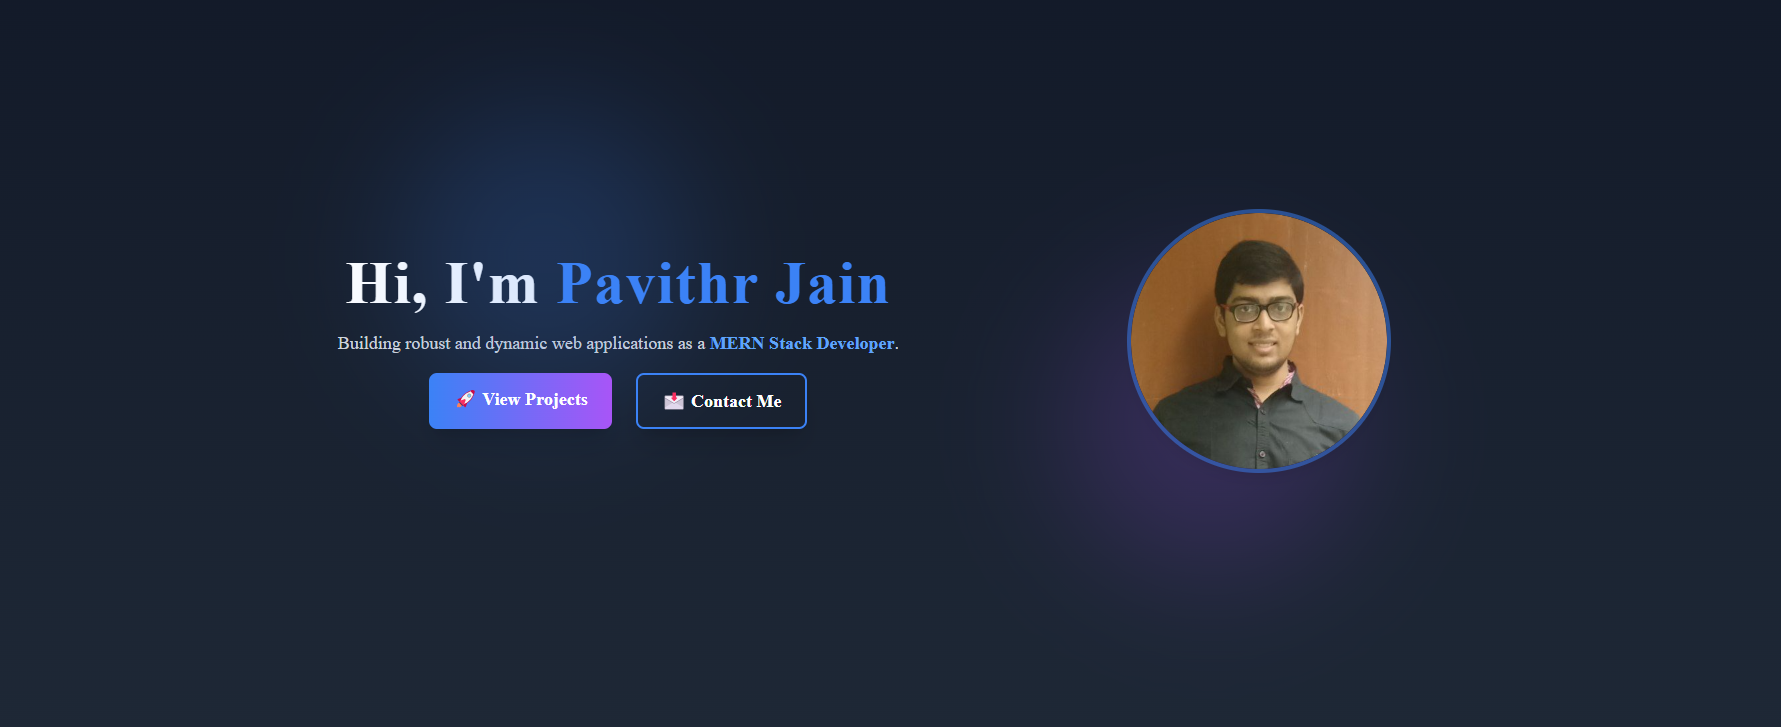 Hi, I'm Pavithr Jain
Building robust and dynamic web applications as a MERN Stack Developer.
🚀 View Projects
📩 Contact Me